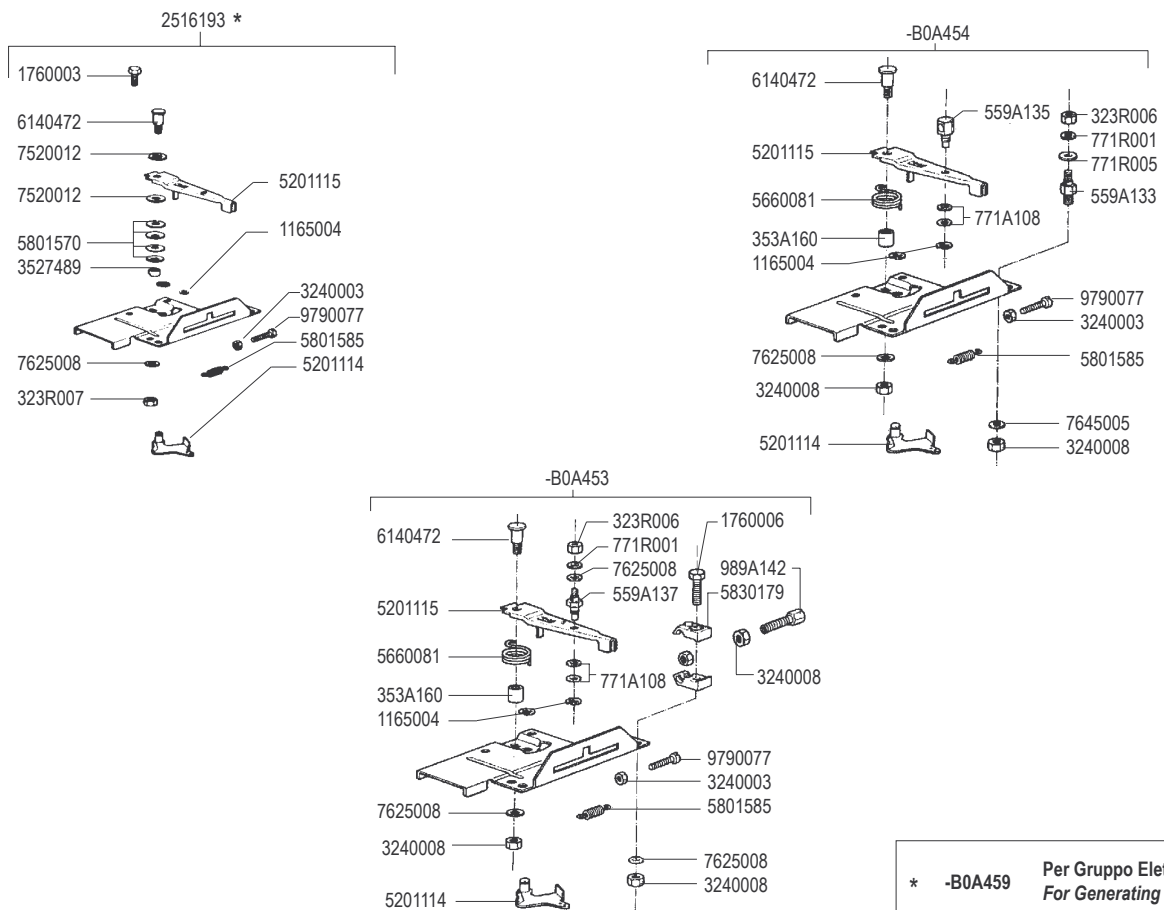 2516193 *
1760003
6140472
7520012
7520012
5201115
5801570
1165004
3527489
3240003
9790077
5801585
7625008
5201114
323R007
-B0A454
6140472
559A135
323R006
771R001
5201115
771R005
5660081
559A133
771A108
353A160
1165004
9790077
3240003
7625008
5801585
3240008
7645005
5201114
3240008
-B0A453
6140472
323R006
1760006
771R001
7625008
989A142
559A137
5830179
5201115
5660081
771A108
3240008
353A160
1165004
9790077
3240003
7625008
5801585
3240008
7625008
3240008
5201114
* -B0A459 Per Gruppo
For Generating